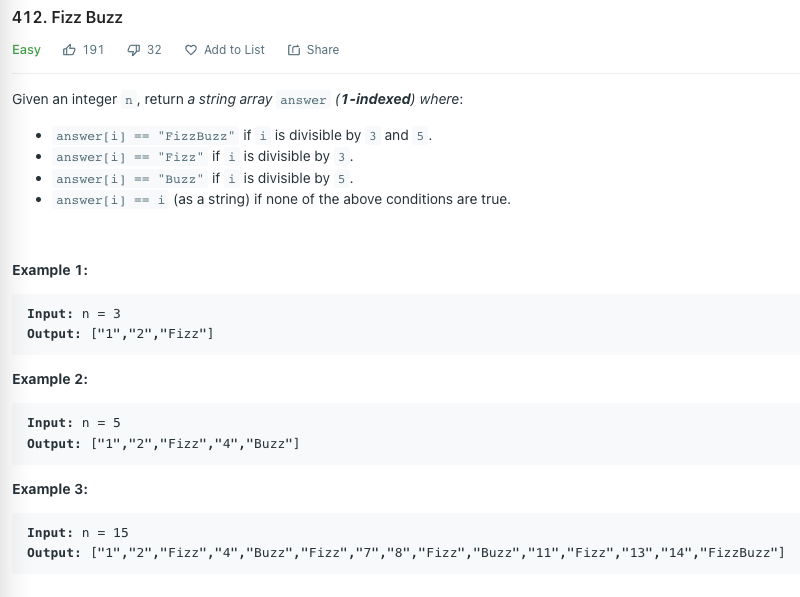 412. Fizz Buzz
Easy 191 32 Add to List Share
Given an integer n, return a string array answer (1-indexed) where:
• answer[i] == "FizzBuzz" if i is divisible by 3 and 5.
• answer[i] == "Fizz" if i is divisible by 3.
• answer[i] == "Buzz" if i is divisible by 5.
• answer[i] == i (as a string) if none of the above conditions are true.
Example 1:
Input: n = 3
Output: ["1","2","Fizz"]
Example 2:
Input: n = 5
Output: ["1","2","Fizz","4","Buzz"]
Example 3:
Input: n = 15
Output: ["1","2","Fizz","4","Buzz","Fizz","7","8","Fizz","Buzz","11","Fizz","13","14","FizzBuzz"]